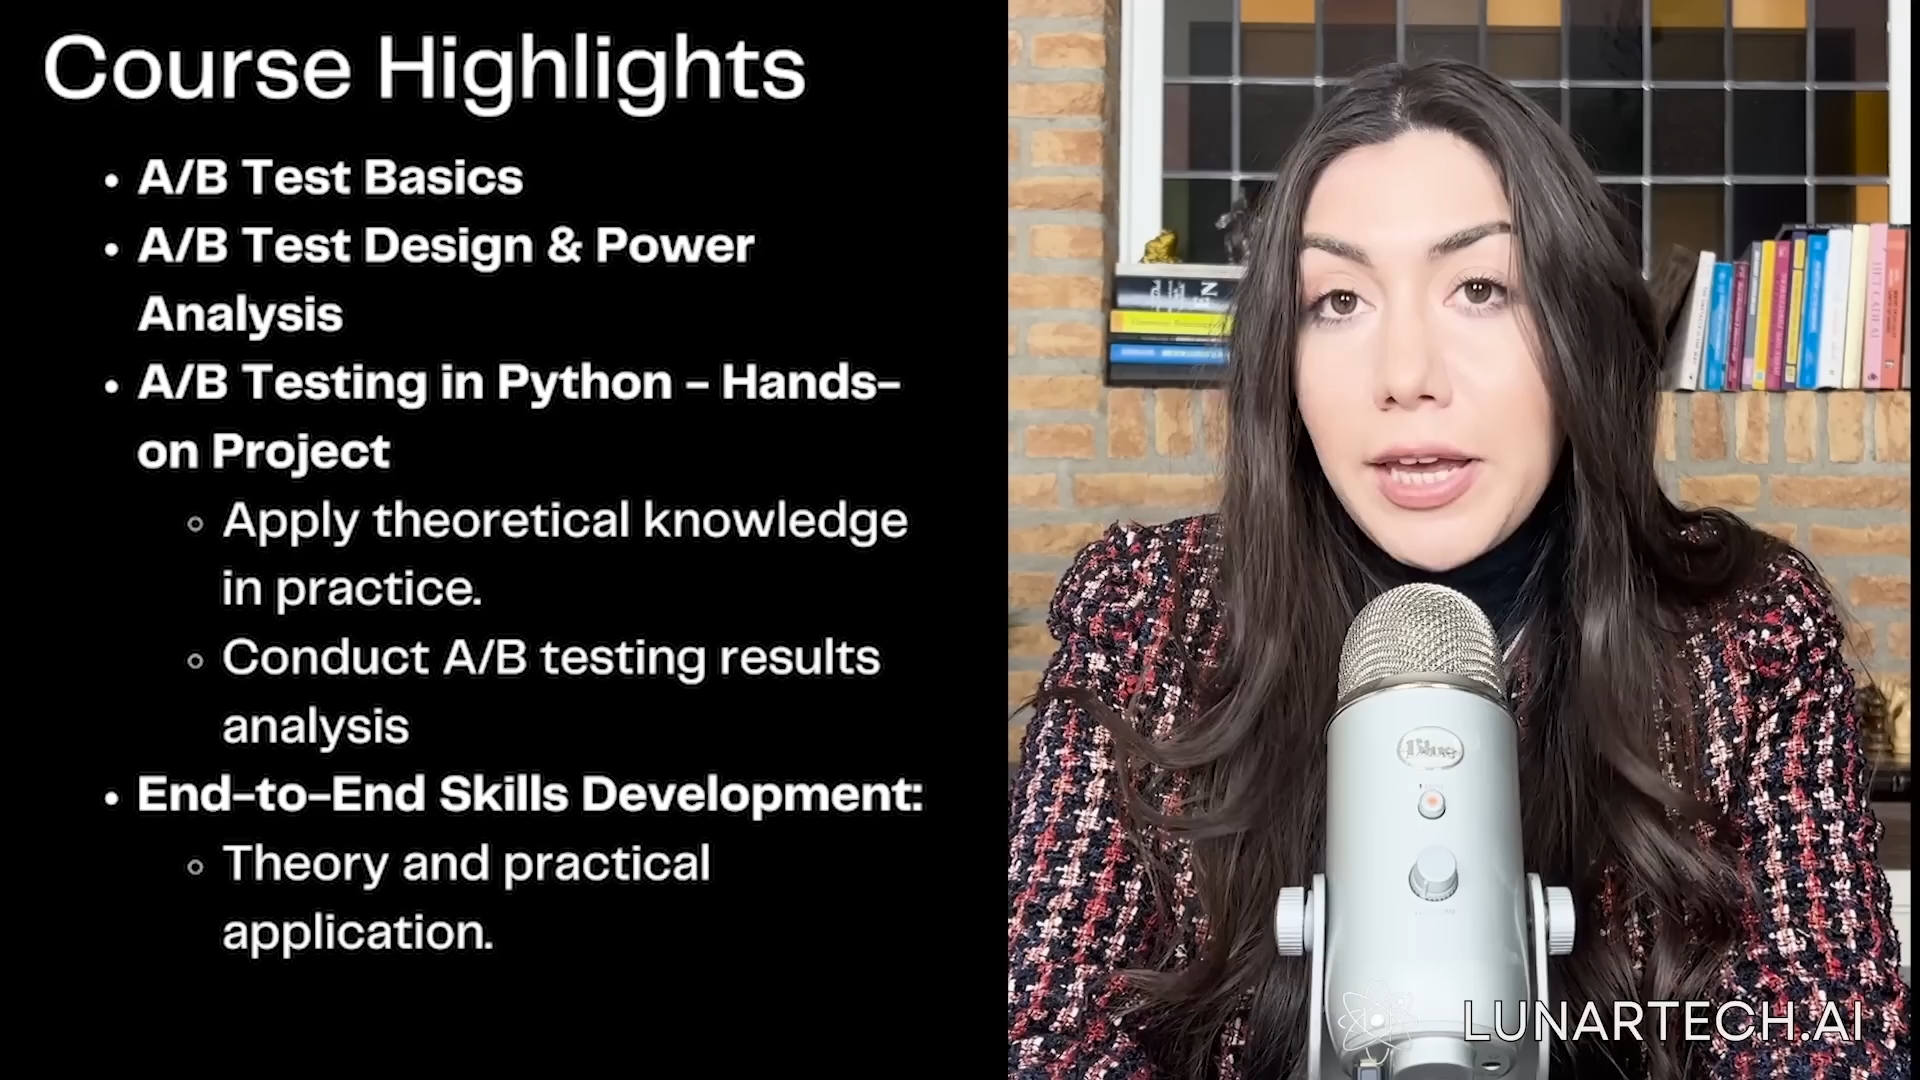 Course Highlights
• A/B Test Basics
• A/B Test Design & Power
Analysis
• A/B Testing in Python - Hands-
on Project
◦ Apply theoretical knowledge
in practice.
◦ Conduct A/B testing results
analysis
• End-to-End Skills Development:
◦ Theory and practical
application.
Blue
LUNARTECH.AI